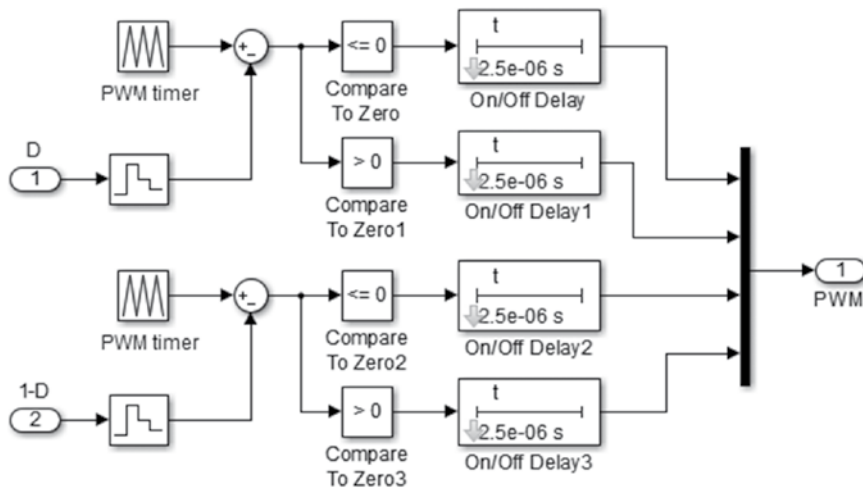 PWM timer
<= 0
Compare
To Zero
t
2.5e-06 s
On/Off Delay
D
1
> 0
Compare
To Zero1
t
2.5e-06 s
On/Off Delay1
PWM timer
<= 0
Compare
To Zero2
t
2.5e-06 s
On/Off Delay2
1-D
2
> 0
Compare
To Zero3
t
2.5e-06 s
On/Off Delay3
1
PWM